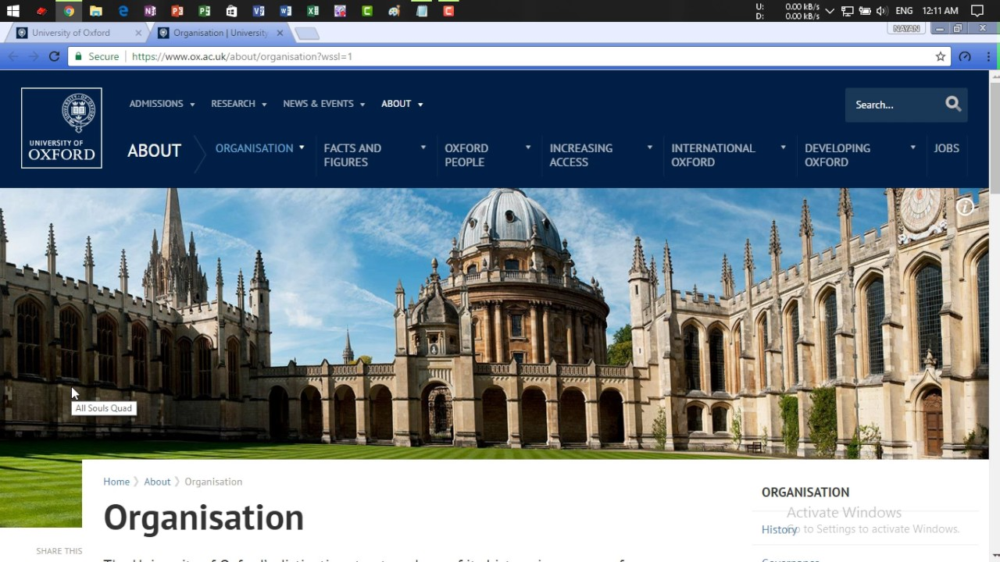 U: 0.00 kB/s
D: 0.00 kB/s
ENG 12:11 AM
University of Oxford
Organisation | University
NAYAN
Secure https://www.ox.ac.uk/about/organisation?wssl=1
ADMISSIONS RESEARCH NEWS & EVENTS ABOUT
Search...
UNIVERSITY OF
OXFORD
ABOUT
ORGANISATION
FACTS AND
FIGURES
OXFORD
PEOPLE
INCREASING
ACCESS
INTERNATIONAL
OXFORD
DEVELOPING
OXFORD
JOBS
All Souls Quad
Home 》 About 》 Organisation
Organisation
SHARE THIS
ORGANISATION
Activate Windows
Go to Settings to activate Windows.
History